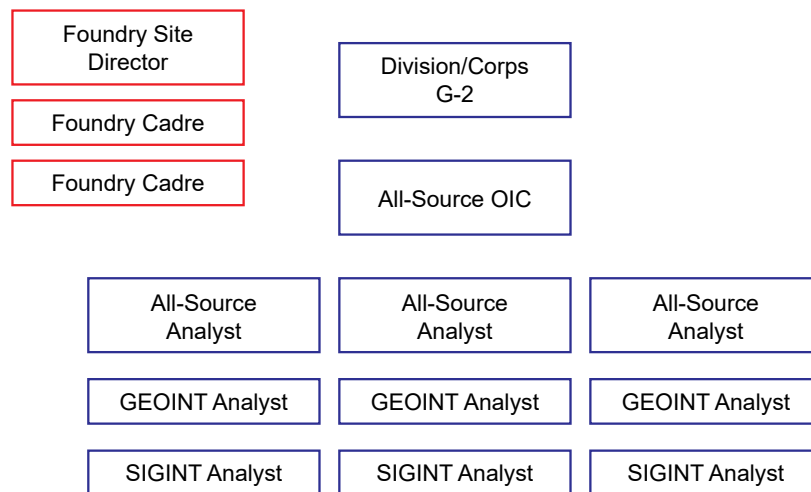 Foundry Site
Director
Foundry Cadre
Foundry Cadre
Division/Corps
G-2
All-Source OIC
All-Source
Analyst
All-Source
Analyst
All-Source
Analyst
GEOINT Analyst
GEOINT Analyst
GEOINT Analyst
SIGINT Analyst
SIGINT Analyst
SIGINT Analyst